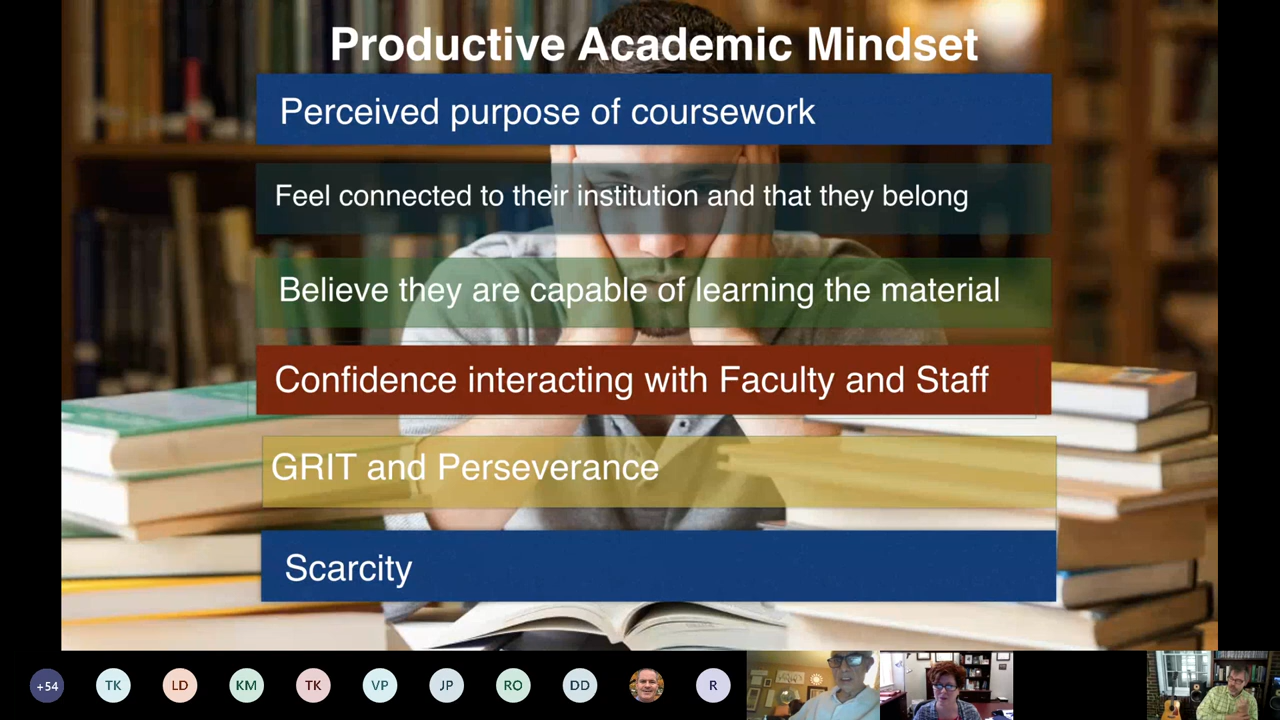 Productive Academic Mindset
Perceived purpose of coursework
Feel connected to their institution and that they belong
Believe they are capable of learning the material
Confidence interacting with Faculty and Staff
GRIT and Perseverance
Scarcity
+54
TK
LD
KM
TK
VP
JP
RO
DD
R